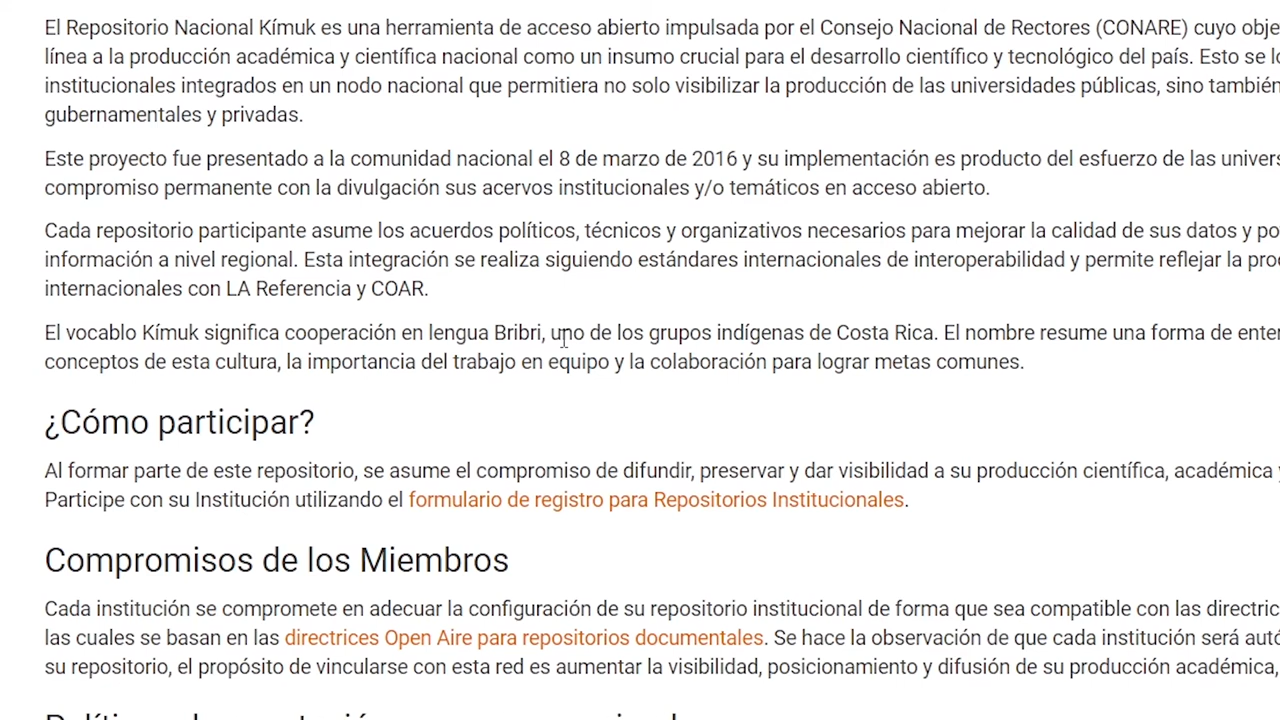 El Repositorio Nacional Kímuk es una herramienta de acceso abierto impulsada por el Consejo Nacional de Rectores (CONARE) cuyo obje
línea a la producción académica y científica nacional como un insumo crucial para el desarrollo científico y tecnológico del país. Esto se lo
institucionales integrados en un nodo nacional que permitiera no solo visibilizar la producción de las universidades públicas, sino también
gubernamentales y privadas.
Este proyecto fue presentado a la comunidad nacional el 8 de marzo de 2016 y su implementación es producto del esfuerzo de las univers
compromiso permanente con la divulgación sus acervos institucionales y/o temáticos en acceso abierto.
Cada repositorio participante asume los acuerdos políticos, técnicos y organizativos necesarios para mejorar la calidad de sus datos y po
información a nivel regional. Esta integración se realiza siguiendo estándares internacionales de interoperabilidad y permite reflejar la pro
internacionales con LA Referencia y COAR.
El vocablo Kímuk significa cooperación en lengua Bribri, uno de los grupos indígenas de Costa Rica. El nombre resume una forma de enter
conceptos de esta cultura, la importancia del trabajo en equipo y la colaboración para lograr metas comunes.
¿Cómo participar?
Al formar parte de este repositorio, se asume el compromiso de difundir, preservar y dar visibilidad a su producción científica, académica y
Participe con su Institución utilizando el formulario de registro para Repositorios Institucionales.
Compromisos de los Miembros
Cada institución se compromete en adecuar la configuración de su repositorio institucional de forma que sea compatible con las directric
las cuales se basan en las directrices Open Aire para repositorios documentales. Se hace la observación de que cada institución será autó
su repositorio, el propósito de vincularse con esta red es aumentar la visibilidad, posicionamiento y difusión de su producción académica,